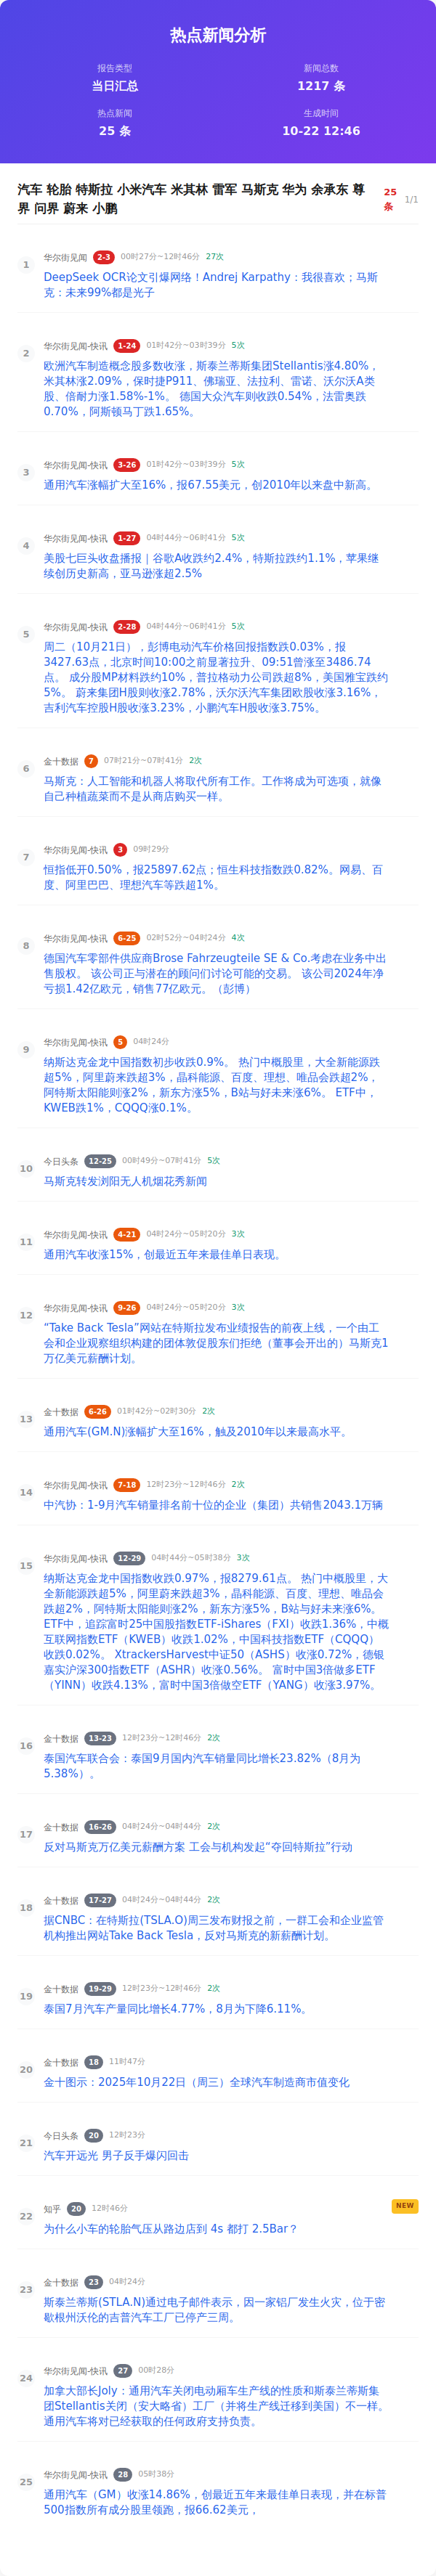 热点新闻分析
报告类型
当日汇总
新闻总数
1217 条
热点新闻
25 条
生成时间
10-22 12:46
汽车 轮胎 特斯拉 小米汽车 米其林 雷军 马斯克 华为 余承东 尊
界 问界 蔚来 小鹏
25
条
1/1
1
华尔街见闻 2-3 00时27分~12时46分 27次
DeepSeek OCR论文引爆网络！Andrej Karpathy：我很喜欢；马斯
克：未来99%都是光子
2
华尔街见闻-快讯 1-24 01时42分~03时39分 5次
欧洲汽车制造概念股多数收涨，斯泰兰蒂斯集团Stellantis涨4.80%，
米其林涨2.09%，保时捷P911、佛瑞亚、法拉利、雷诺、沃尔沃A类
股、倍耐力涨1.58%-1%。 德国大众汽车则收跌0.54%，法雷奥跌
0.70%，阿斯顿马丁跌1.65%。
3
华尔街见闻-快讯 3-26 01时42分~03时39分 5次
通用汽车涨幅扩大至16%，报67.55美元，创2010年以来盘中新高。
4
华尔街见闻-快讯 1-27 04时44分~06时41分 5次
美股七巨头收盘播报｜谷歌A收跌约2.4%，特斯拉跌约1.1%，苹果继
续创历史新高，亚马逊涨超2.5%
5
华尔街见闻-快讯 2-28 04时44分~06时41分 5次
周二（10月21日），彭博电动汽车价格回报指数跌0.03%，报
3427.63点，北京时间10:00之前显著拉升、09:51曾涨至3486.74
点。 成分股MP材料跌约10%，普拉格动力公司跌超8%，美国雅宝跌约
5%。 蔚来集团H股则收涨2.78%，沃尔沃汽车集团欧股收涨3.16%，
吉利汽车控股H股收涨3.23%，小鹏汽车H股收涨3.75%。
6
金十数据 7 07时21分~07时41分 2次
马斯克：人工智能和机器人将取代所有工作。工作将成为可选项，就像
自己种植蔬菜而不是从商店购买一样。
7
华尔街见闻-快讯 3 09时29分
恒指低开0.50%，报25897.62点；恒生科技指数跌0.82%。网易、百
度、阿里巴巴、理想汽车等跌超1%。
8
华尔街见闻-快讯 6-25 02时52分~04时24分 4次
德国汽车零部件供应商Brose Fahrzeugteile SE & Co.考虑在业务中出
售股权。 该公司正与潜在的顾问们讨论可能的交易。 该公司2024年净
亏损1.42亿欧元，销售77亿欧元。（彭博）
9
华尔街见闻-快讯 5 04时24分
纳斯达克金龙中国指数初步收跌0.9%。 热门中概股里，大全新能源跌
超5%，阿里蔚来跌超3%，晶科能源、百度、理想、唯品会跌超2%，
阿特斯太阳能则涨2%，新东方涨5%，B站与好未来涨6%。 ETF中，
KWEB跌1%，CQQQ涨0.1%。
10
今日头条 12-25 00时49分~07时41分 5次
马斯克转发浏阳无人机烟花秀新闻
11
华尔街见闻-快讯 4-21 04时24分~05时20分 3次
通用汽车收涨15%，创最近五年来最佳单日表现。
12
华尔街见闻-快讯 9-26 04时24分~05时20分 3次
“Take Back Tesla”网站在特斯拉发布业绩报告的前夜上线，一个由工
会和企业观察组织构建的团体敦促股东们拒绝（董事会开出的）马斯克1
万亿美元薪酬计划。
13
金十数据 6-26 01时42分~02时30分 2次
通用汽车(GM.N)涨幅扩大至16%，触及2010年以来最高水平。
14
华尔街见闻-快讯 7-18 12时23分~12时46分 2次
中汽协：1-9月汽车销量排名前十位的企业（集团）共销售2043.1万辆
15
华尔街见闻-快讯 12-29 04时44分~05时38分 3次
纳斯达克金龙中国指数收跌0.97%，报8279.61点。 热门中概股里，大
全新能源跌超5%，阿里蔚来跌超3%，晶科能源、百度、理想、唯品会
跌超2%，阿特斯太阳能则涨2%，新东方涨5%，B站与好未来涨6%。
ETF中，追踪富时25中国股指数ETF-iShares（FXI）收跌1.36%，中概
互联网指数ETF（KWEB）收跌1.02%，中国科技指数ETF（CQQQ）
收跌0.02%。 XtrackersHarvest中证50（ASHS）收涨0.72%，德银
嘉实沪深300指数ETF（ASHR）收涨0.56%。 富时中国3倍做多ETF
（YINN）收跌4.13%，富时中国3倍做空ETF（YANG）收涨3.97%。
16
金十数据 13-23 12时23分~12时46分 2次
泰国汽车联合会：泰国9月国内汽车销量同比增长23.82%（8月为
5.38%）。
17
金十数据 16-26 04时24分~04时44分 2次
反对马斯克万亿美元薪酬方案 工会与机构发起“夺回特斯拉”行动
18
金十数据 17-27 04时24分~04时44分 2次
据CNBC：在特斯拉(TSLA.O)周三发布财报之前，一群工会和企业监管
机构推出网站Take Back Tesla，反对马斯克的新薪酬计划。
19
金十数据 19-29 12时23分~12时46分 2次
泰国7月汽车产量同比增长4.77%，8月为下降6.11%。
20
金十数据 18 11时47分
金十图示：2025年10月22日（周三）全球汽车制造商市值变化
21
今日头条 20 12时23分
汽车开远光 男子反手爆闪回击
22
知乎 20 12时46分
NEW
为什么小车的轮胎气压从路边店到 4s 都打 2.5Bar？
23
金十数据 23 04时24分
斯泰兰蒂斯(STLA.N)通过电子邮件表示，因一家铝厂发生火灾，位于密
歇根州沃伦的吉普汽车工厂已停产三周。
24
华尔街见闻-快讯 27 00时28分
加拿大部长Joly：通用汽车关闭电动厢车生产线的性质和斯泰兰蒂斯集
团Stellantis关闭（安大略省）工厂（并将生产线迁移到美国）不一样。
通用汽车将对已经获取的任何政府支持负责。
25
华尔街见闻-快讯 28 05时38分
通用汽车（GM）收涨14.86%，创最近五年来最佳单日表现，并在标普
500指数所有成分股里领跑，报66.62美元，